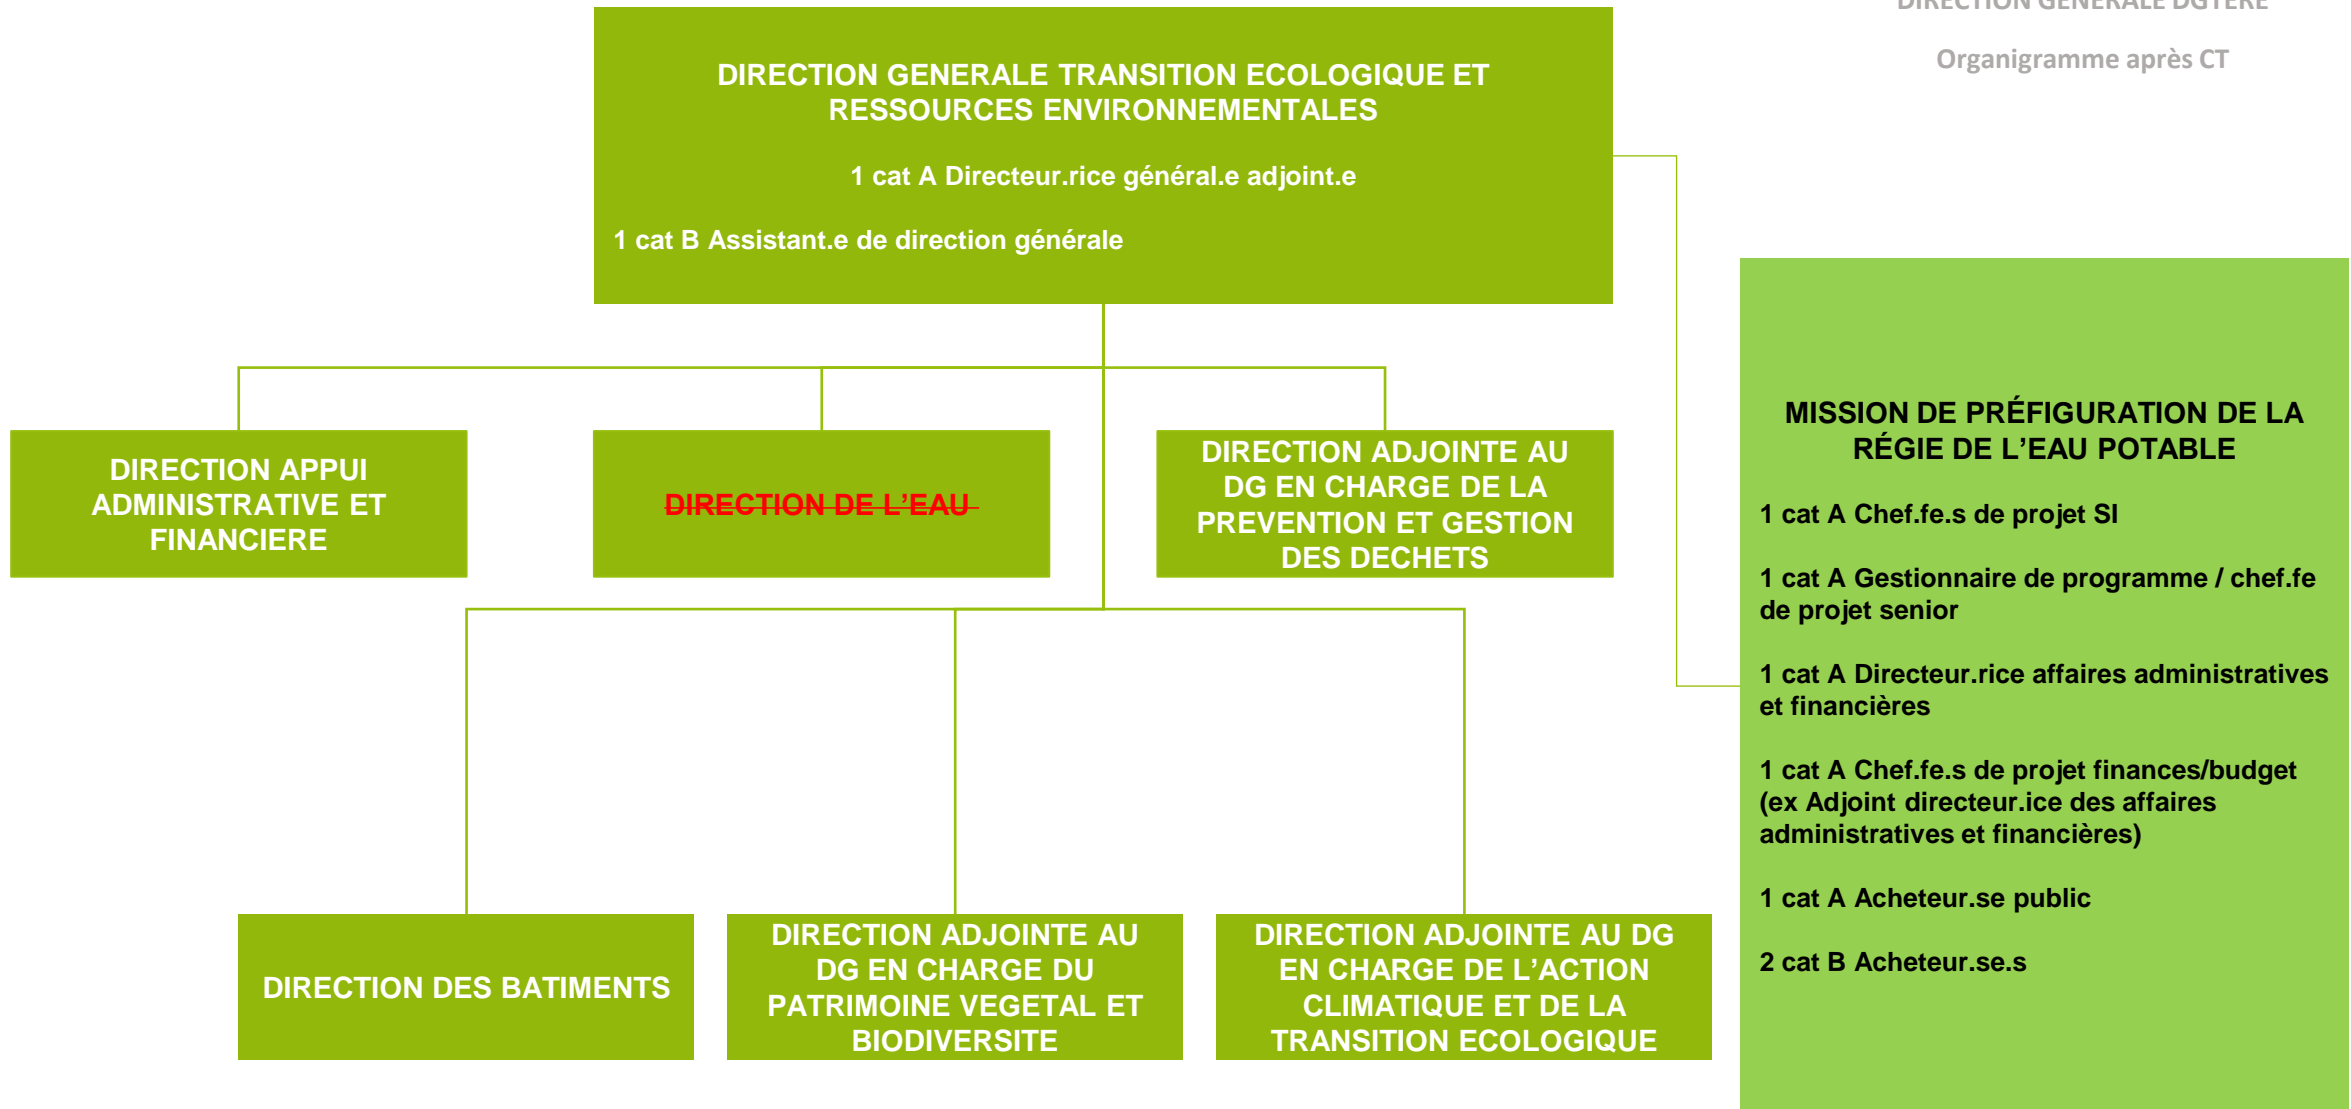 DIRECTION GENERALE DGTERE
Organigramme après CT
DIRECTION GENERALE TRANSITION ECOLOGIQUE ET
RESSOURCES ENVIRONNEMENTALES
1 cat A Directeur.rice général.e adjoint.e
1 cat B Assistant.e de direction générale
DIRECTION APPUI
ADMINISTRATIVE ET
FINANCIERE
DIRECTION DE L’EAU
DIRECTION ADJOINTE AU
DG EN CHARGE DE LA
PREVENTION ET GESTION
DES DECHETS
DIRECTION DES BATIMENTS
DIRECTION ADJOINTE AU
DG EN CHARGE DU
PATRIMOINE VEGETAL ET
BIODIVERSITE
DIRECTION ADJOINTE AU DG
EN CHARGE DE L’ACTION
CLIMATIQUE ET DE LA
TRANSITION ECOLOGIQUE
MISSION DE PRÉFIGURATION DE LA
RÉGIE DE L’EAU POTABLE
1 cat A Chef.fe.s de projet SI
1 cat A Gestionnaire de programme / chef.fe
de projet senior
1 cat A Directeur.rice affaires administratives
et financières
1 cat A Chef.fe.s de projet finances/budget
(ex Adjoint directeur.ice des affaires
administratives et financières)
1 cat A Acheteur.se public
2 cat B Acheteur.se.s